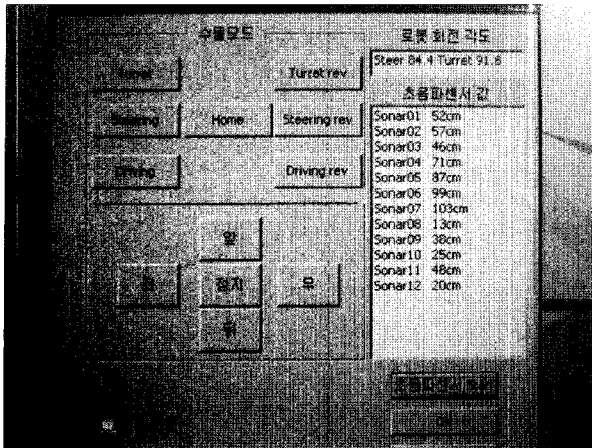 수동모드
Turret
Turret rev
Steering
Home
Steering rev
Driving
Driving rev
앞
좌
정지
우
뒤
로봇 회전 각도
Steer 84.4 Turret 91.6
초음파센서 값
Sonar01 52cm
Sonar02 57cm
Sonar03 46cm
Sonar04 71cm
Sonar05 87cm
Sonar06 99cm
Sonar07 103cm
Sonar08 13cm
Sonar09 38cm
Sonar10 25cm
Sonar11 48cm
Sonar12 20cm